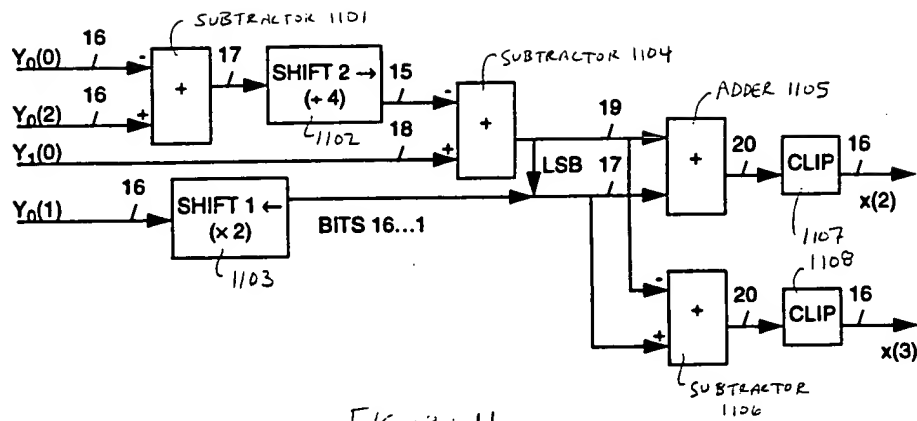 SUBTRACTOR 1101
Y₀(0)
16
-
+
17
SHIFT 2 →
(÷ 4)
1102
15
SUBTRACTOR 1104
-
+
Y₀(2)
16
+
Y₁(0)
18
+
19
LSB
17
ADDER 1105
+
20
CLIP
1107
16
x(2)
Y₀(1)
16
SHIFT 1 ←
(× 2)
1103
BITS 16...1
-
+
+
SUBTRACTOR
1106
20
1108
CLIP
16
x(3)